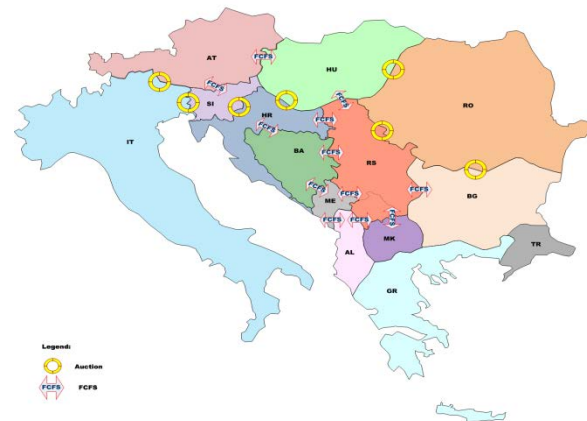 AT
FCFS
HU
FCFS
SI
FCFS
RO
HR
FCFS
FCFS
IT
BA
FCFS
RS
FCFS
ME
FCFS
FCFS
BG
FCFS
FCFS
FCFS
MK
AL
TR
GR
Legend:
Auction
FCFS FCFS